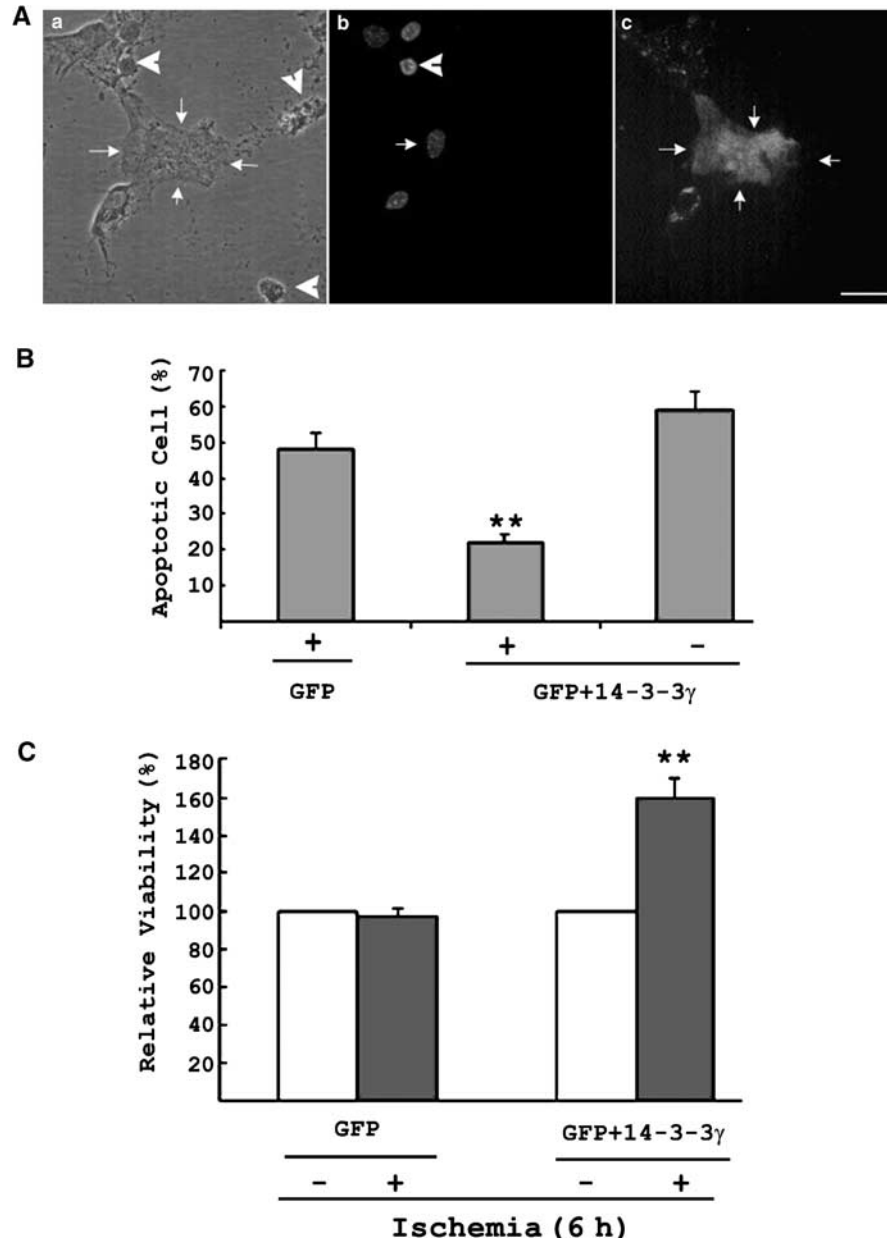 A
a
b
c
B
Apoptotic Cell (%)
70
60
50
40
30
20
10
**
+
+
-
GFP
GFP+14-3-3γ
C
Relative Viability (%)
180
160
140
120
100
80
60
40
20
**
GFP
GFP+14-3-3γ
- + - +
Ischemia (6 h)